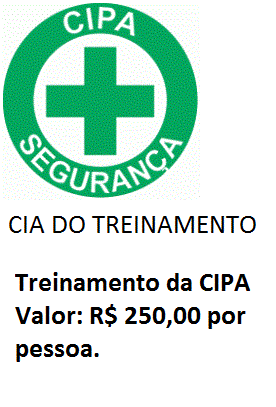 CIPA
SEGURANÇA
CIA DO TREINAMENTO
Treinamento da CIPA
Valor: R$ 250,00 por
pessoa.